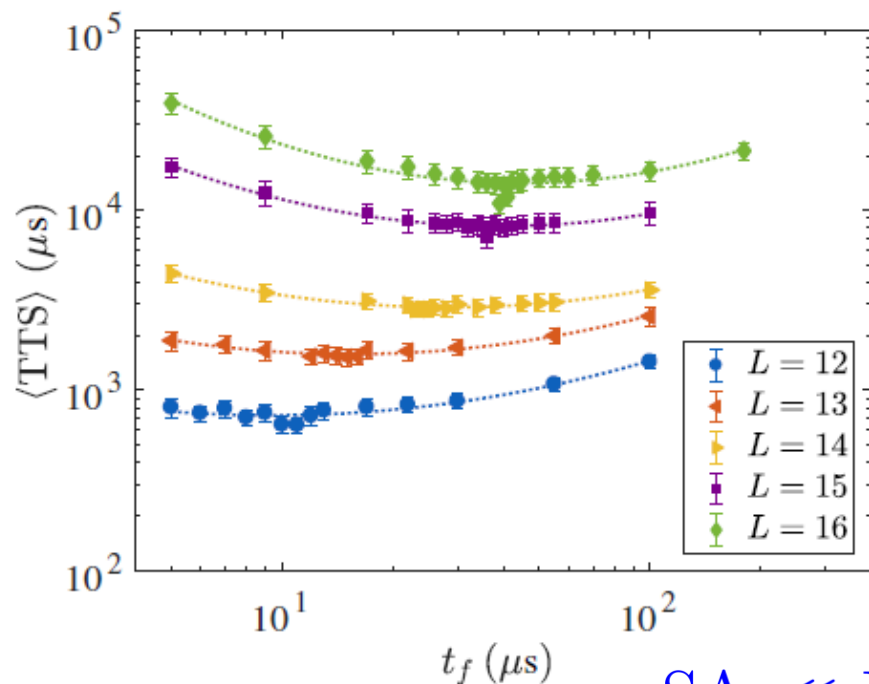 10^5
10^4
10^3
10^2
⟨TTS⟩ (μs)
L = 12
L = 13
L = 14
L = 15
L = 16
10^1
10^2
t_f (μs)
SA ≪